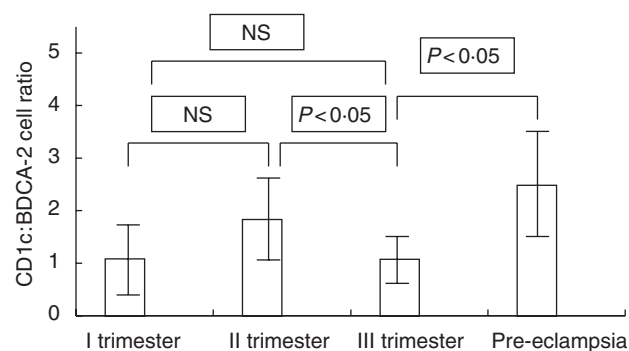 NS
P<0·05
NS
P<0·05
CD1c:BDCA-2 cell ratio
5
4
3
2
1
0
I trimester
II trimester
III trimester
Pre-eclampsia